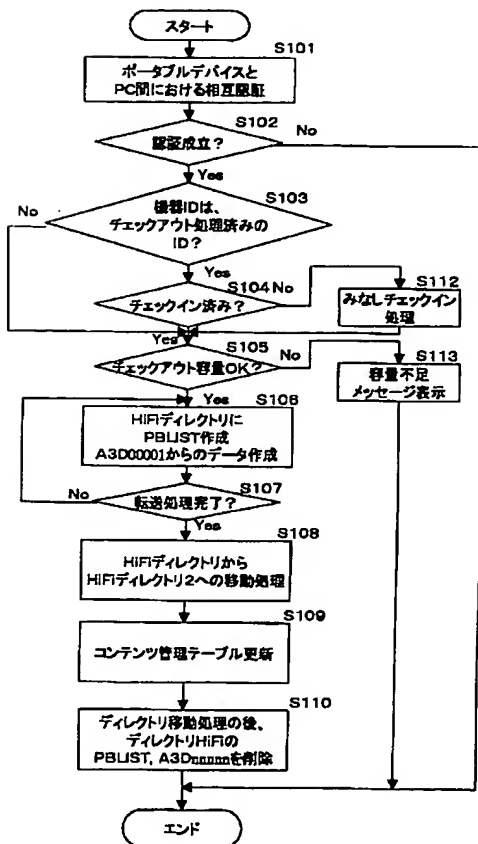 スタート
S101
ポータブルデバイスと
PC間における相互認証
S102
認証成立?
No
Yes
S103
機器IDは、
チェックアウト処理済みの
ID?
No
Yes
S104
チェックイン済み?
No
S112
みなしチェックイン
処理
Yes
S105
チェックアウト容量OK?
No
S113
容量不足
メッセージ表示
Yes
S106
HiFiディレクトリに
PBLIST作成
A3D00001からのデータ作成
S107
転送処理完了?
No
Yes
S108
HiFiディレクトリから
HiFiディレクトリ2への移動処理
S109
コンテンツ管理テーブル更新
S110
ディレクトリ移動処理の後、
ディレクトリHiFiの
PBLIST, A3Dnnnnnを削除
エンド